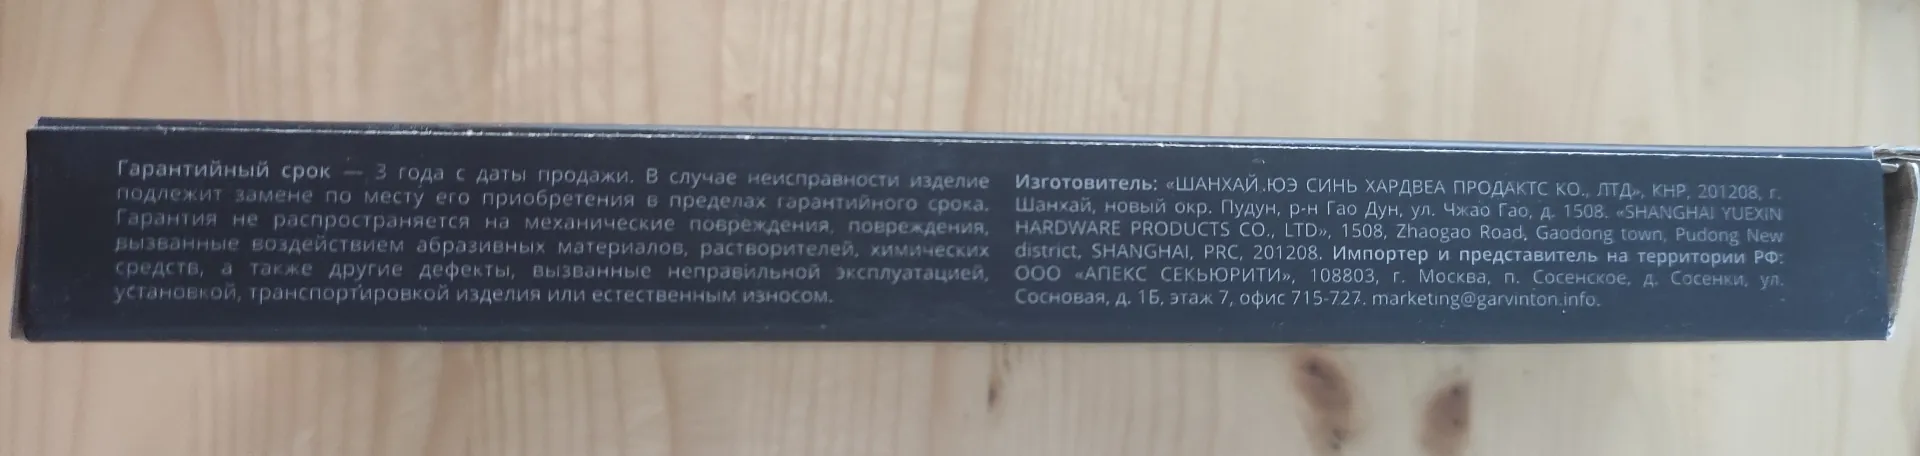 Гарантийный срок — 3 года с даты продажи. В случае неисправности изделие
подлежит замене по месту его приобретения в пределах гарантийного срока.
Гарантия не распространяется на механические повреждения, повреждения,
вызванные воздействием абразивных материалов, растворителей, химических
средств, а также другие дефекты, вызванные неправильной эксплуатацией,
установкой, транспортировкой изделия или естественным износом.
Изготовитель: «ШАНХАЙ ЮЭ СИНЬ ХАРДВЕА ПРОДАКТС КО., ЛТД», КНР, 201208, г.
Шанхай, новый окр. Пудун, р-н Гао Дун, ул. Чжао Гао, д. 1508. «SHANGHAI YUEXIN
HARDWARE PRODUCTS CO., LTD», 1508, Zhaogao Road, Gaodong town, Pudong New
district, SHANGHAI, PRC, 201208. Импортер и представитель на территории РФ:
ООО «АПЕКС СЕКЬЮРИТИ», 108803, г. Москва, п. Сосенское, д. Сосенки, ул.
Сосновая, д. 1Б, этаж 7, офис 715-727. marketing@garvinton.info.